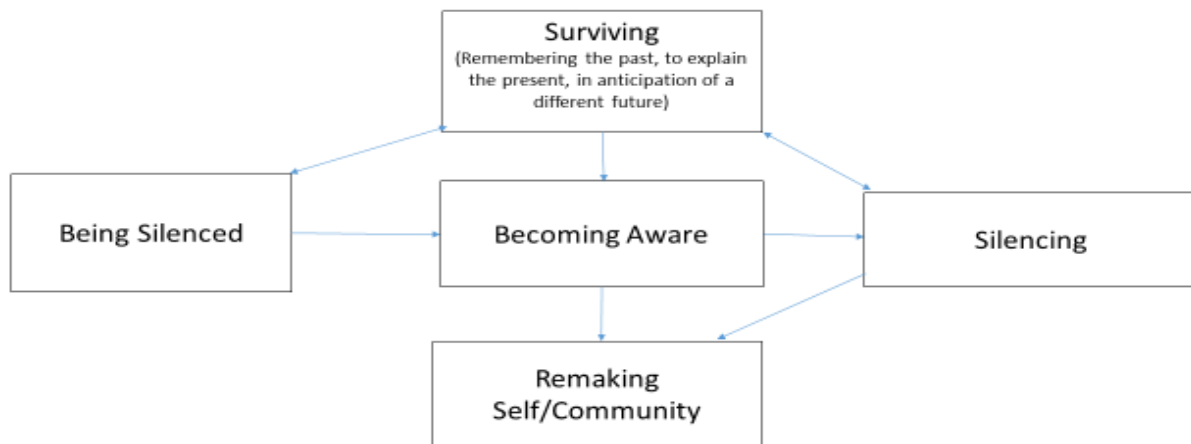 Surviving
(Remembering the past, to explain
the present, in anticipation of a
different future)
Being Silenced
Becoming Aware
Silencing
Remaking
Self/Community